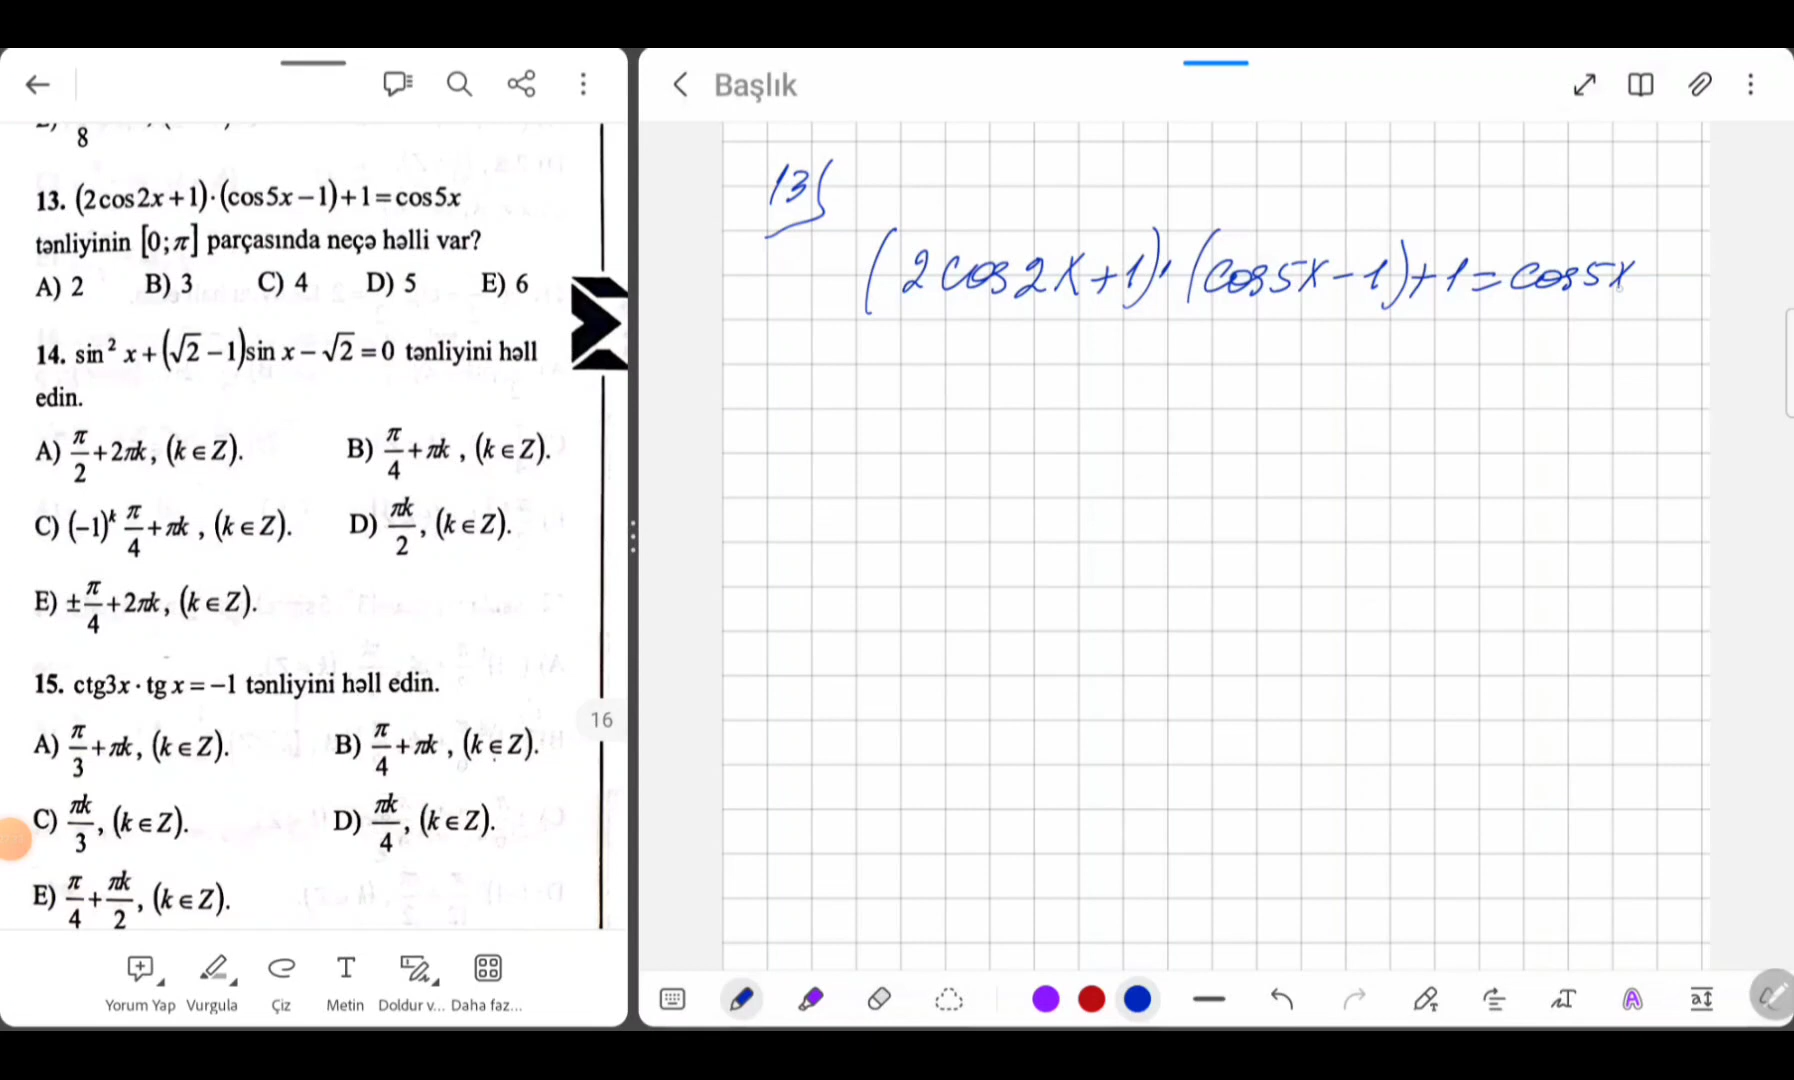 Başlık
8
13. (2cos2x+1)·(cos5x−1)+1=cos5x
tənliyinin [0;π] parçasında neçə həlli var?
A) 2 B) 3 C) 4 D) 5 E) 6
14. sin² x+(√2−1)sin x−√2=0 tənliyini həll
edin.
A) π/2+2πk, (k∈Z). B) π/4+πk, (k∈Z).
C) (−1)ᵏ π/4+πk, (k∈Z). D) πk/2, (k∈Z).
E) ±π/4+2πk, (k∈Z).
15. ctg3x·tg x=−1 tənliyini həll edin.
A) π/3+πk, (k∈Z). B) π/4+πk, (k∈Z).
C) πk/3, (k∈Z). D) πk/4, (k∈Z).
E) π/4+πk/2, (k∈Z).
16
Yorum Yap Vurgula Çiz Metin Doldur v... Daha faz...
13
(2cos2x+1)·(cos5x−1)+1=cos5x